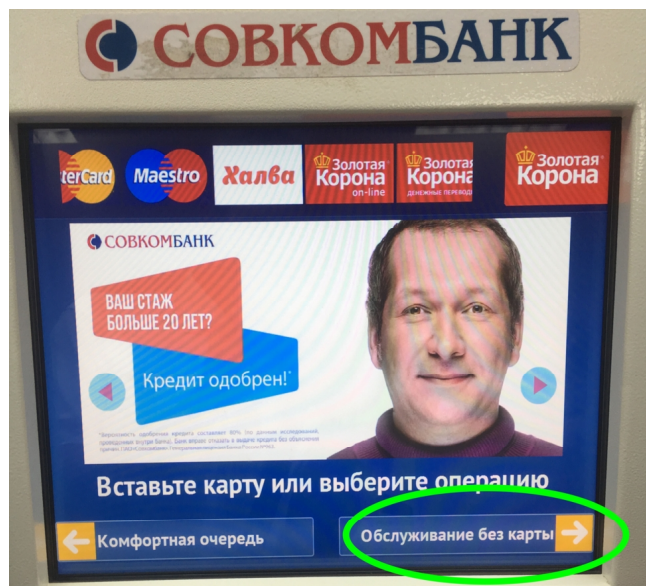 СОВКОМБАНК
terCard
Maestro
Халва
Золотая
Корона
on-line
Золотая
Корона
ДЕНЕЖНЫЕ ПЕРЕВОДЫ
Золотая
Корона
СОВКОМБАНК
ВАШ СТАЖ
БОЛЬШЕ 20 ЛЕТ?
Кредит одобрен!*
Вставьте карту или выберите операцию
Комфортная очередь
Обслуживание без карты